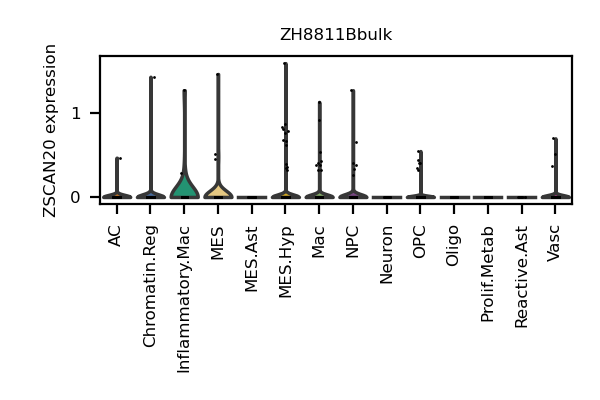 ZH8811Bbulk
ZSCAN20 expression
1
0
AC
Chromatin.Reg
Inflammatory.Mac
MES
MES.Ast
MES.Hyp
Mac
NPC
Neuron
OPC
Oligo
Prolif.Metab
Reactive.Ast
Vasc